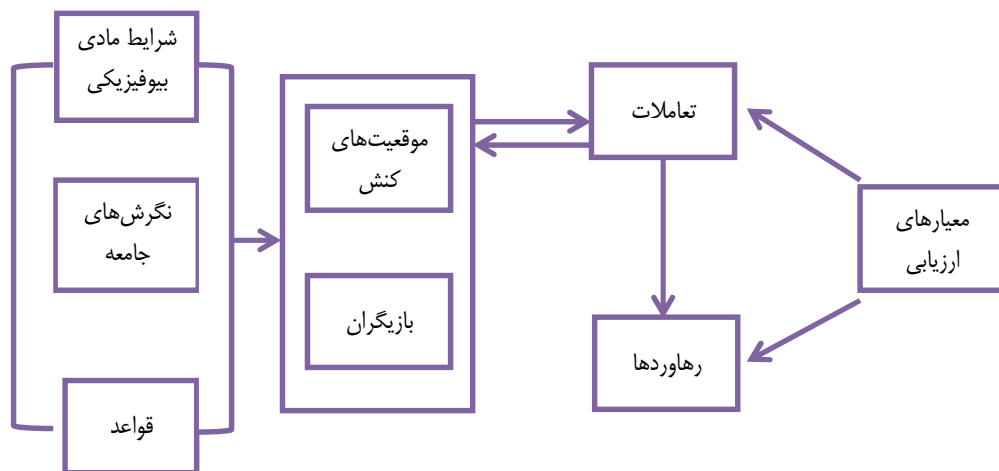 شرایط مادی
بیوفیزیکی
نگرش‌های
جامعه
قواعد
موقعیت‌های
کنش
بازیگران
تعاملات
رهاوردها
معیارهای
ارزیابی